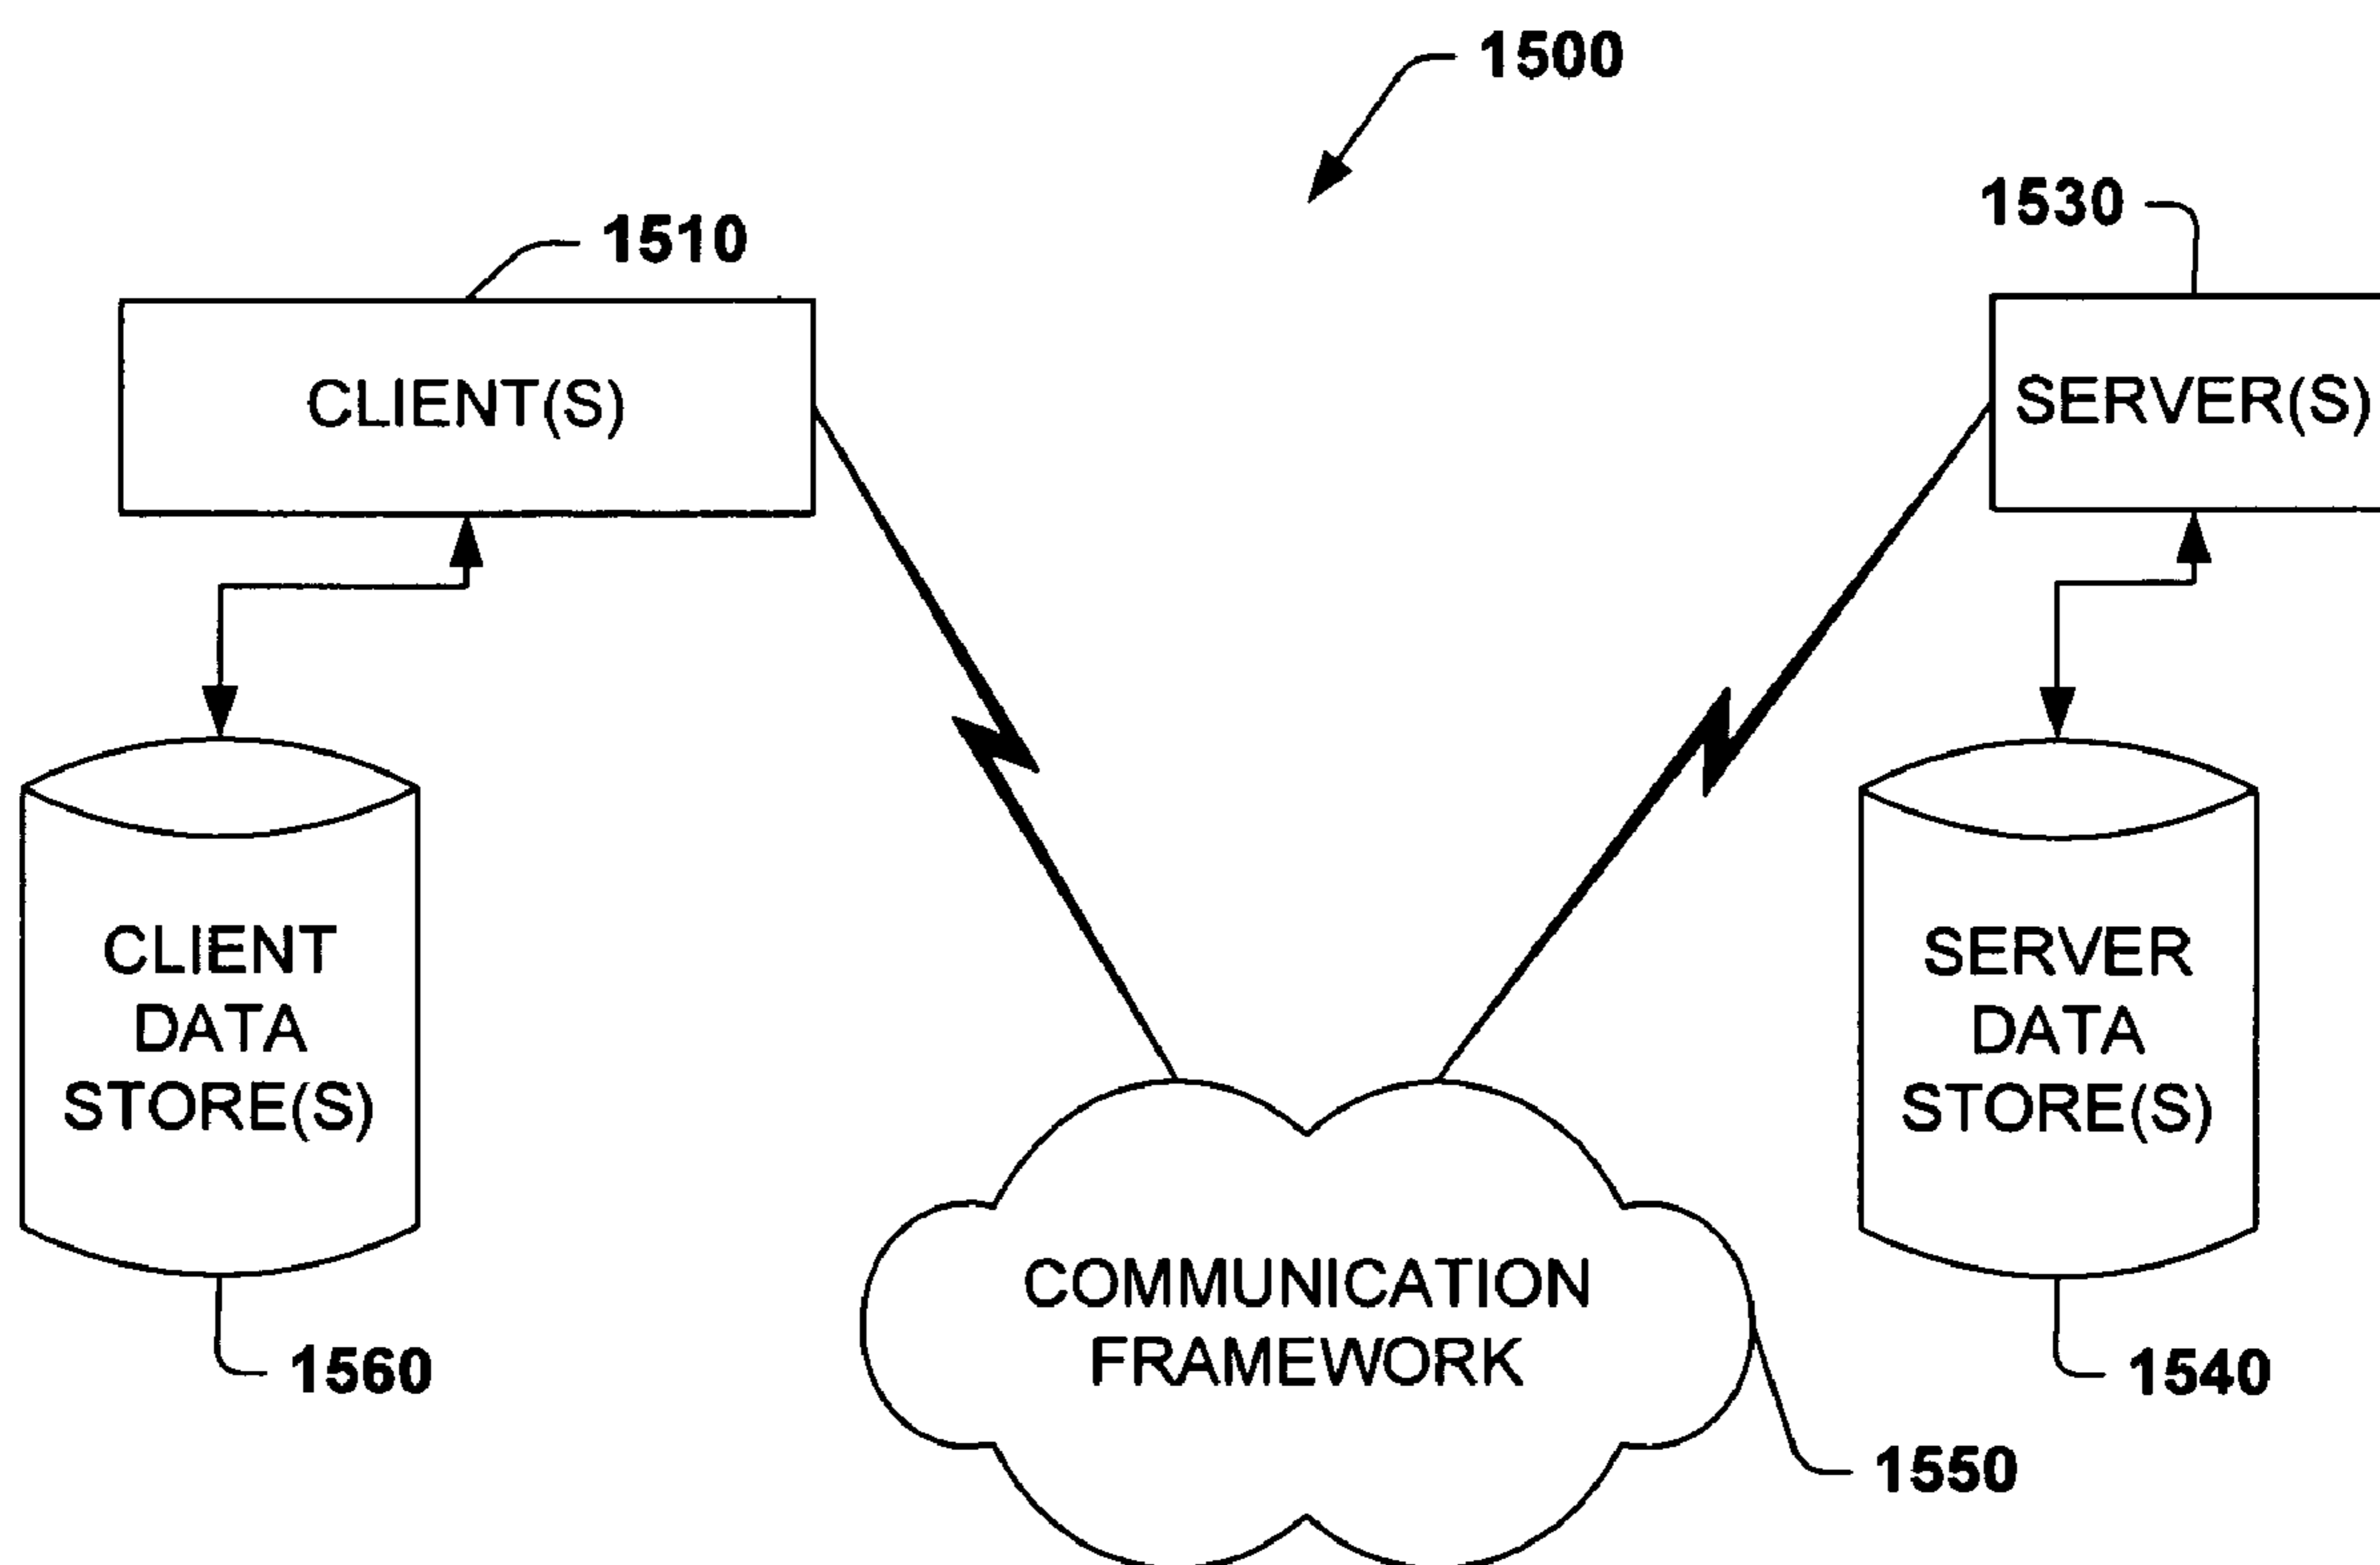 1500
1510
1530
CLIENT(S)
SERVER(S)
CLIENT
DATA
STORE(S)
SERVER
DATA
STORE(S)
COMMUNICATION
FRAMEWORK
1560
1540
1550